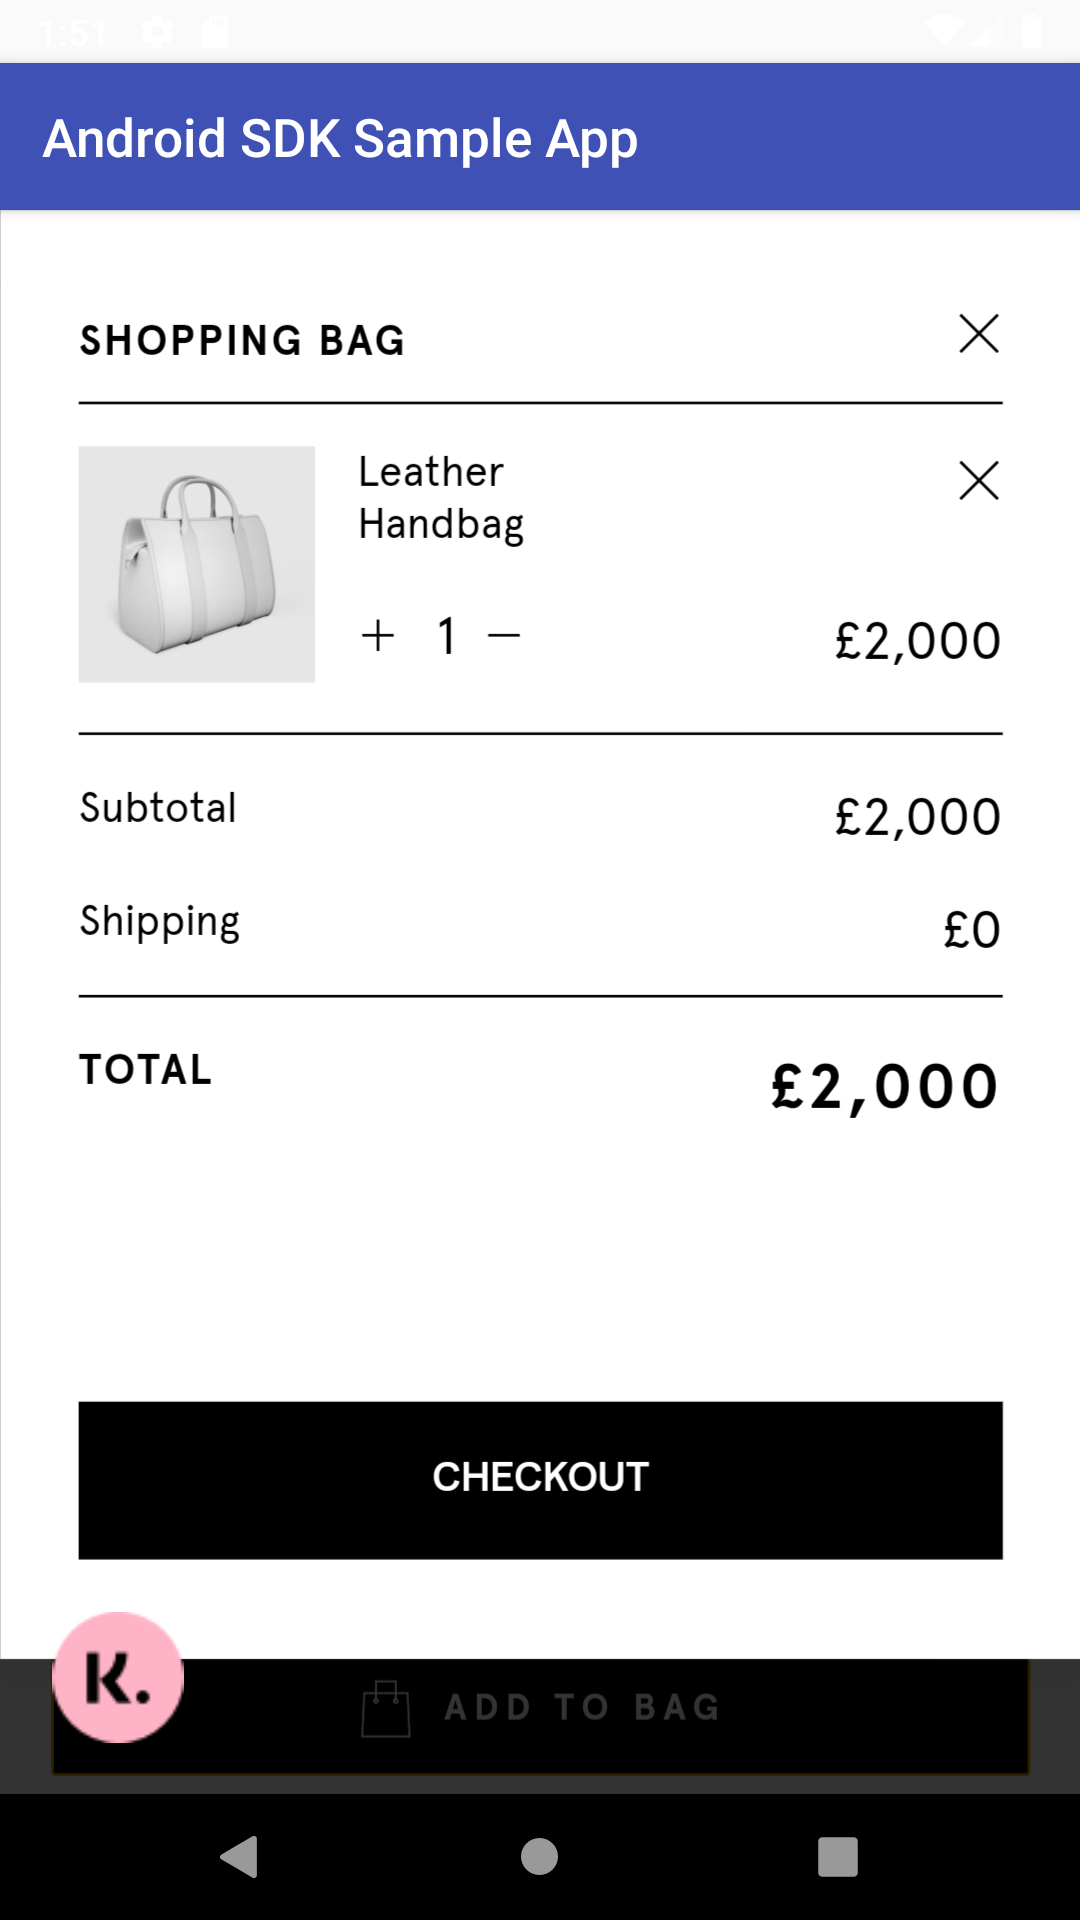 1:51
Android SDK Sample App
SHOPPING BAG
Leather
Handbag
+ 1 −
£2,000
Subtotal
£2,000
Shipping
£0
TOTAL
£2,000
CHECKOUT
K.
ADD TO BAG